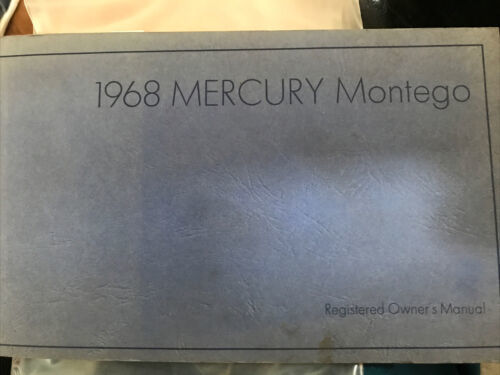 1968 MERCURY Montego
Registered Owner's Manual